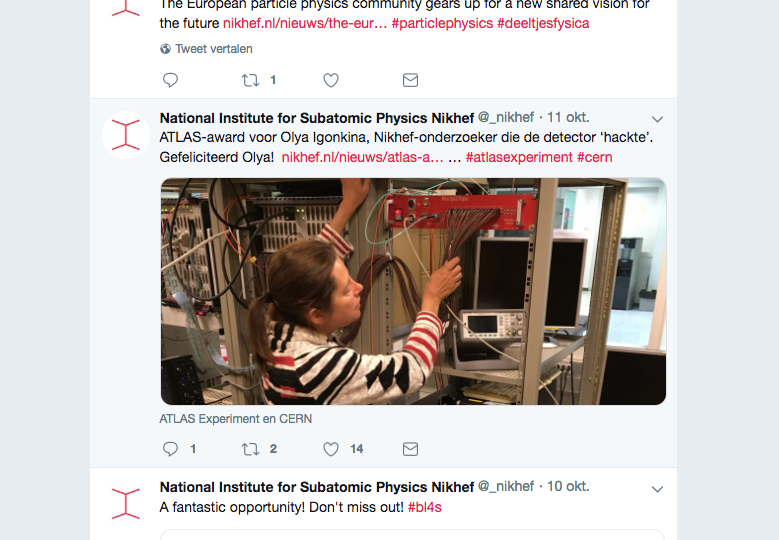 The European particle physics community gears up for a new shared vision for
the future nikhef.nl/nieuws/the-eur… #particlephysics #deeltjesfysica
Tweet vertalen
1
National Institute for Subatomic Physics Nikhef @_nikhef · 11 okt.
ATLAS-award voor Olya Igonkina, Nikhef-onderzoeker die de detector ‘hackte’.
Gefeliciteerd Olya! nikhef.nl/nieuws/atlas-a… … #atlasexperiment #cern
ATLAS Experiment en CERN
1 2 14
National Institute for Subatomic Physics Nikhef @_nikhef · 10 okt.
A fantastic opportunity! Don't miss out! #bl4s